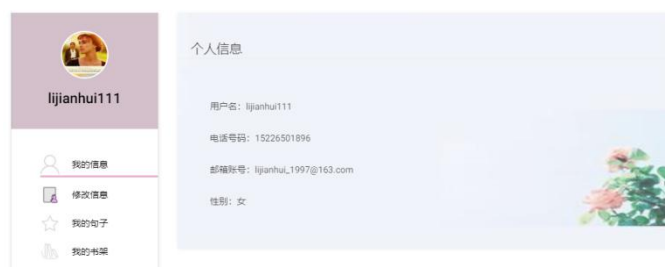 lijianhui111
我的信息
修改信息
我的句子
我的书架
个人信息
用户名：lijianhui111
电话号码：15226501896
邮箱账号：lijianhui_1997@163.com
性别：女